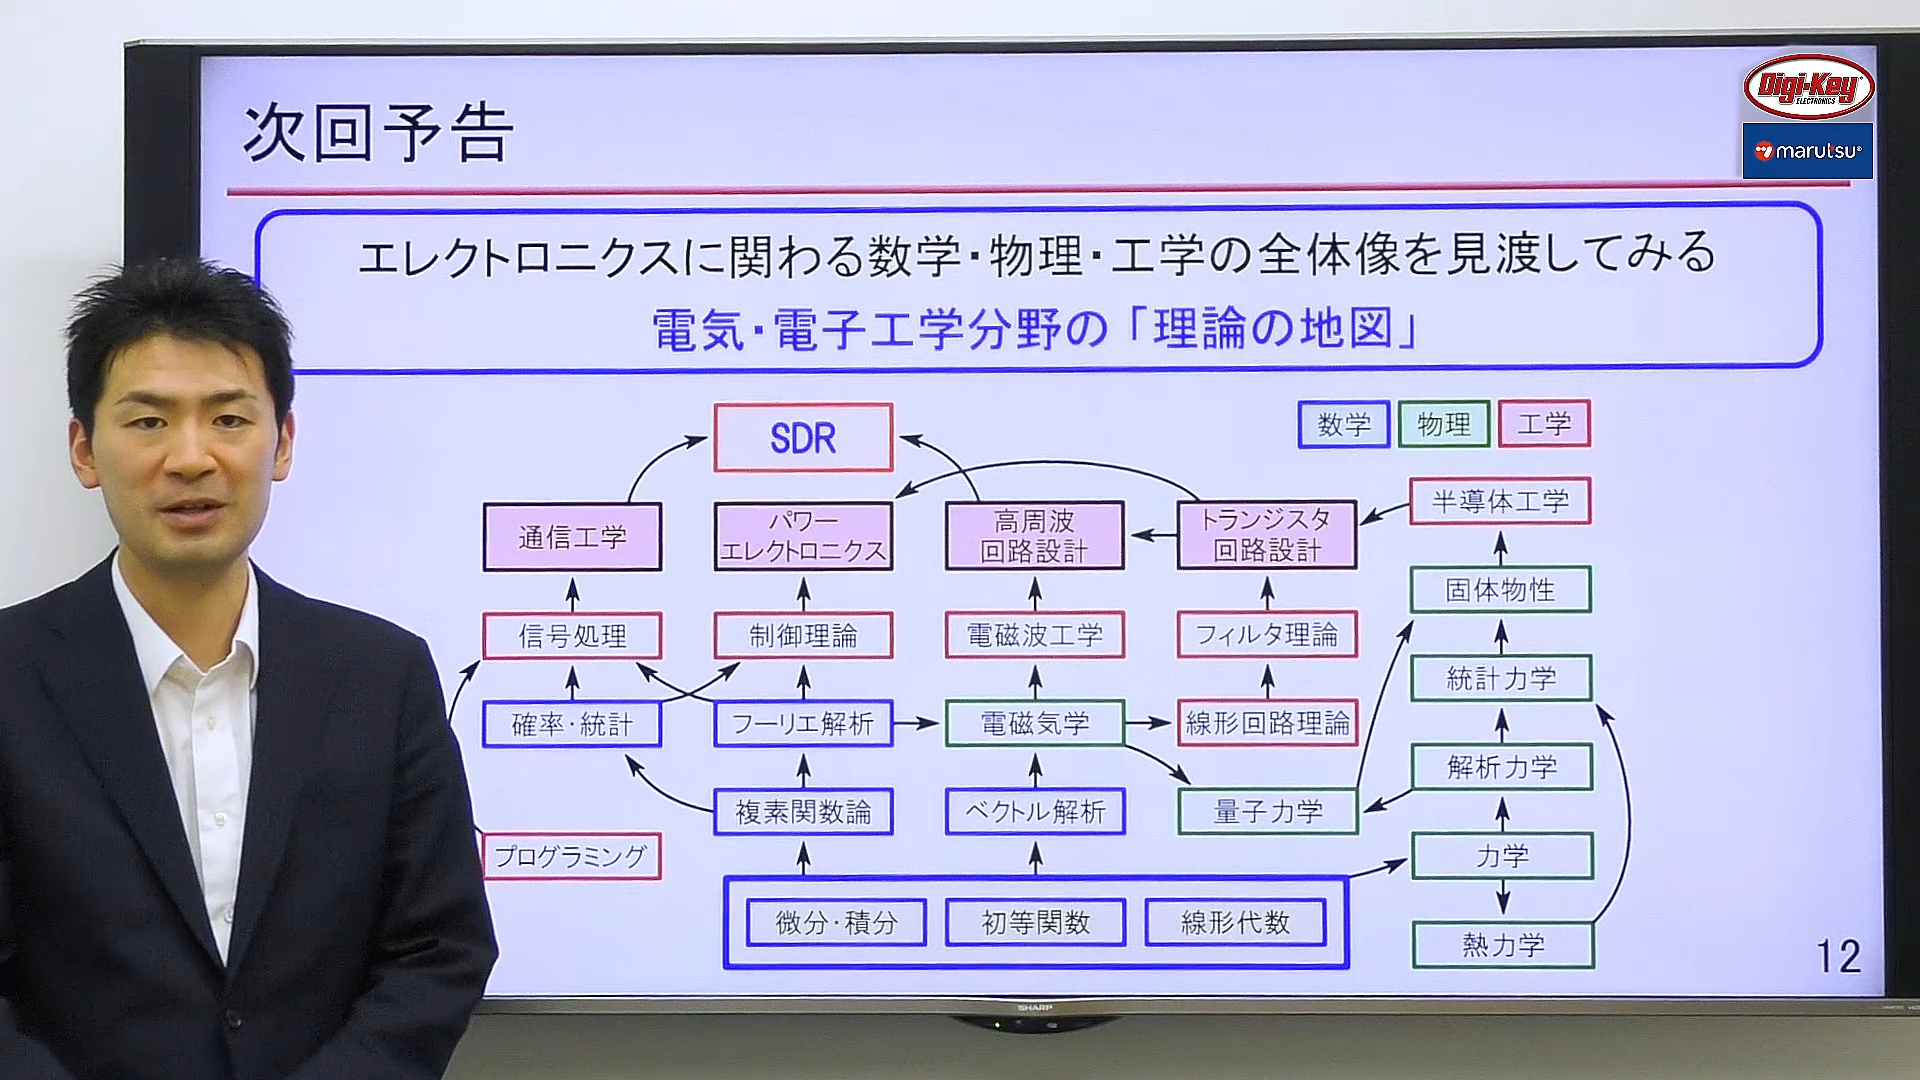 次回予告
Digi-Key
ELECTRONICS
marutsu
エレクトロニクスに関わる数学・物理・工学の全体像を見渡してみる
電気・電子工学分野の「理論の地図」
数学
物理
工学
SDR
通信工学
パワー
エレクトロニクス
高周波
回路設計
トランジスタ
回路設計
半導体工学
固体物性
信号処理
制御理論
電磁波工学
フィルタ理論
統計力学
確率・統計
フーリエ解析
電磁気学
線形回路理論
解析力学
複素関数論
ベクトル解析
量子力学
プログラミング
力学
微分・積分
初等関数
線形代数
熱力学
12
SHARP